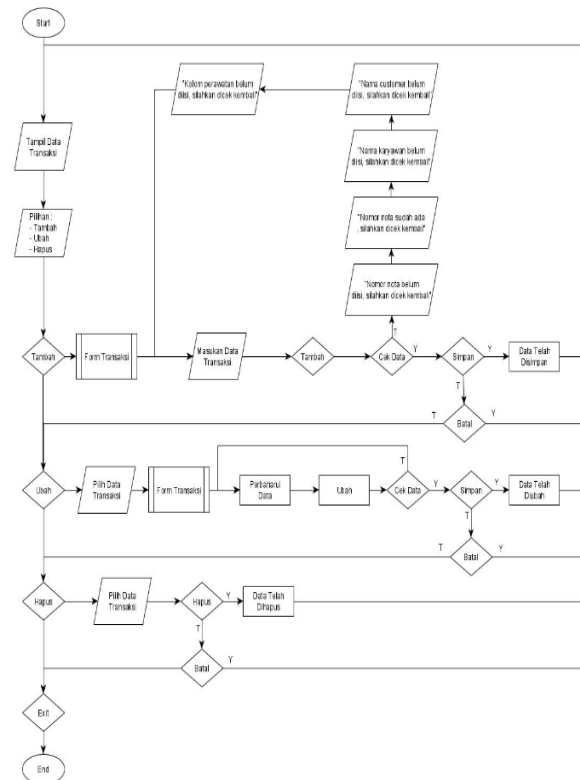 Start
"Kolom perawatan belum
diisi, silahkan dicek kembali"
"Nama customer belum
diisi, silahkan dicek kembali"
Tampil Data
Transaksi
"Nama karyawan belum
diisi, silahkan dicek kembali"
Pilihan :
- Tambah
- Ubah
- Hapus
"Nomor nota sudah ada
, silahkan dicek kembali"
"Nomor nota belum
diisi, silahkan dicek kembali"
T
Tambah
Form Transaksi
Masukan Data
Transaksi
Tambah
Cek Data
Y
Simpan
Y
Data Telah
Disimpan
T
T
Batal
Y
Ubah
Pilih Data
Transaksi
Form Transaksi
Perbaharui
Data
Ubah
T
Cek Data
Y
Simpan
Y
Data Telah
Diubah
T
T
Batal
Y
Hapus
Pilih Data
Transaksi
Hapus
Y
Data Telah
Dihapus
T
Batal
Y
Exit
End